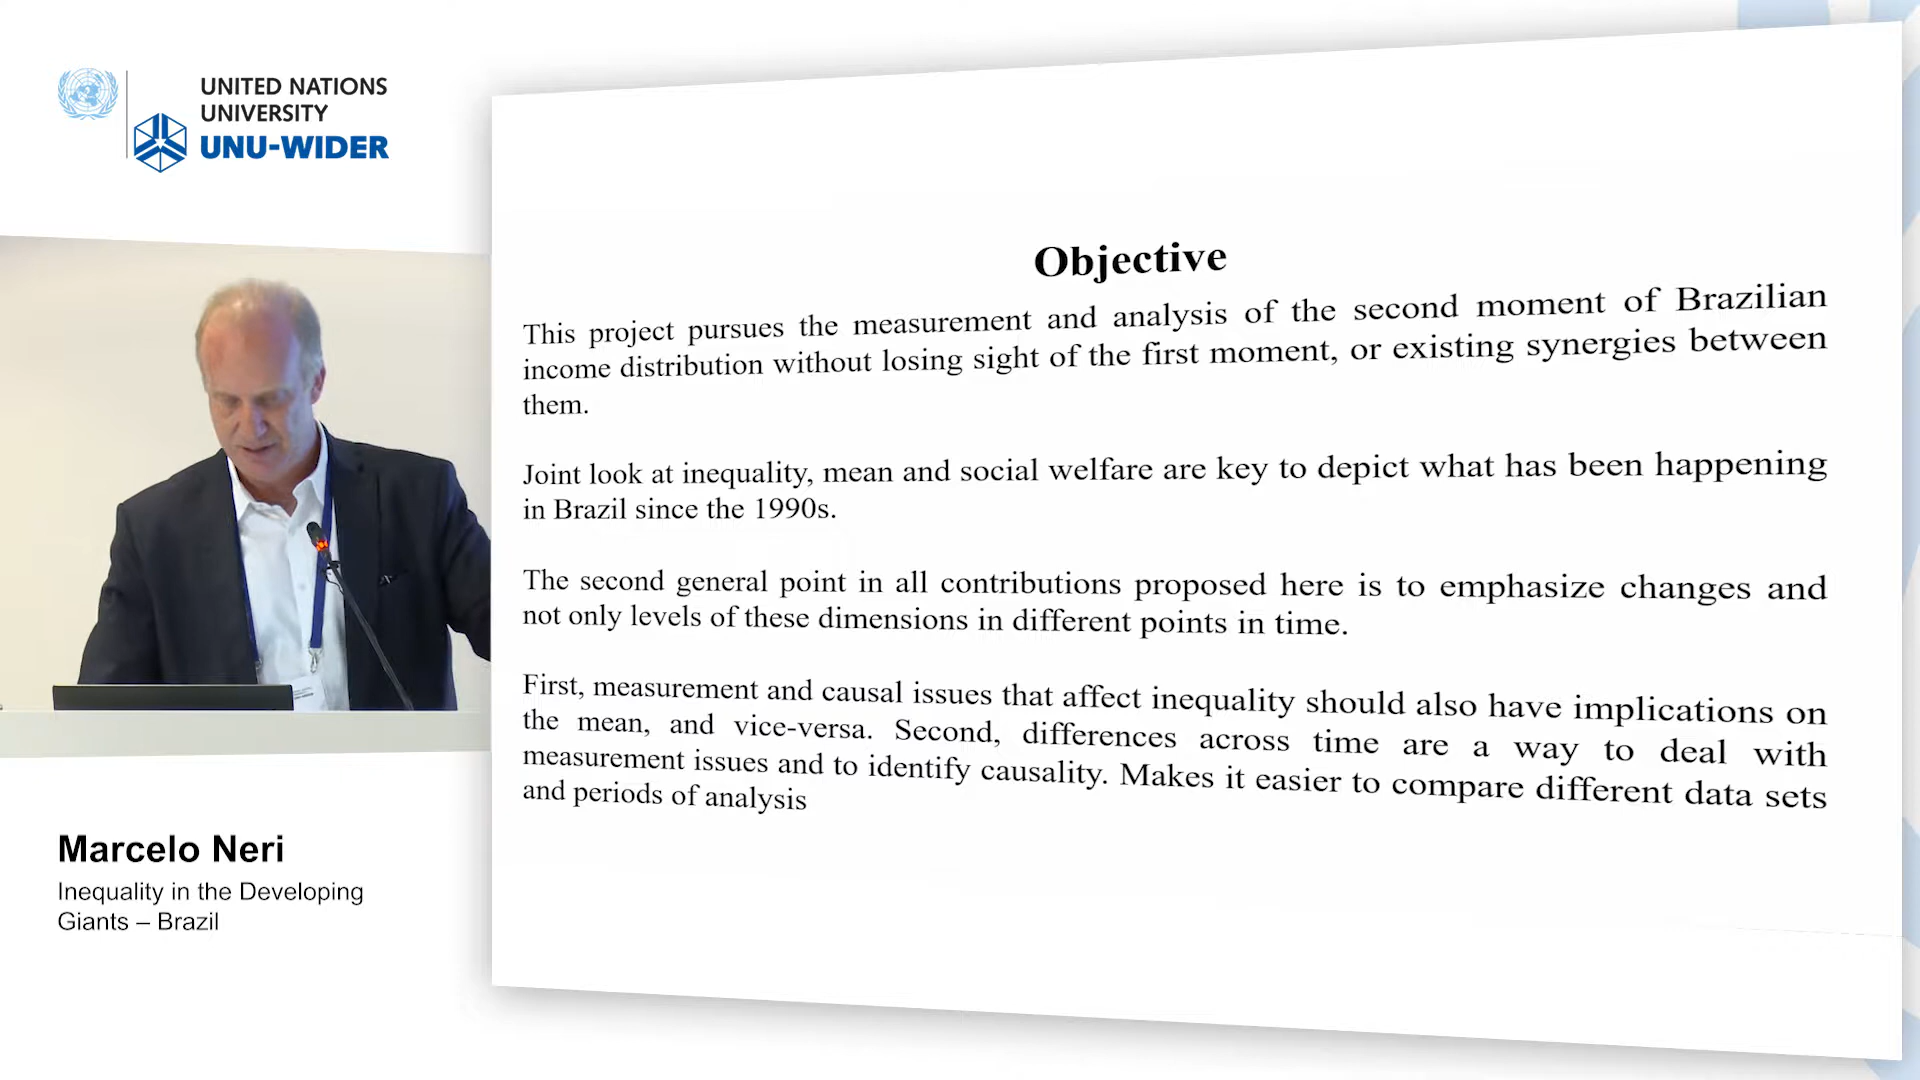 UNITED NATIONS
UNIVERSITY
UNU-WIDER
Objective
This project pursues the measurement and analysis of the second moment of Brazilian
income distribution without losing sight of the first moment, or existing synergies between
them.
Joint look at inequality, mean and social welfare are key to depict what has been happening
in Brazil since the 1990s.
The second general point in all contributions proposed here is to emphasize changes and
not only levels of these dimensions in different points in time.
First, measurement and causal issues that affect inequality should also have implications on
the mean, and vice-versa. Second, differences across time are a way to deal with
measurement issues and to identify causality. Makes it easier to compare different data sets
and periods of analysis
Marcelo Neri
Inequality in the Developing
Giants – Brazil